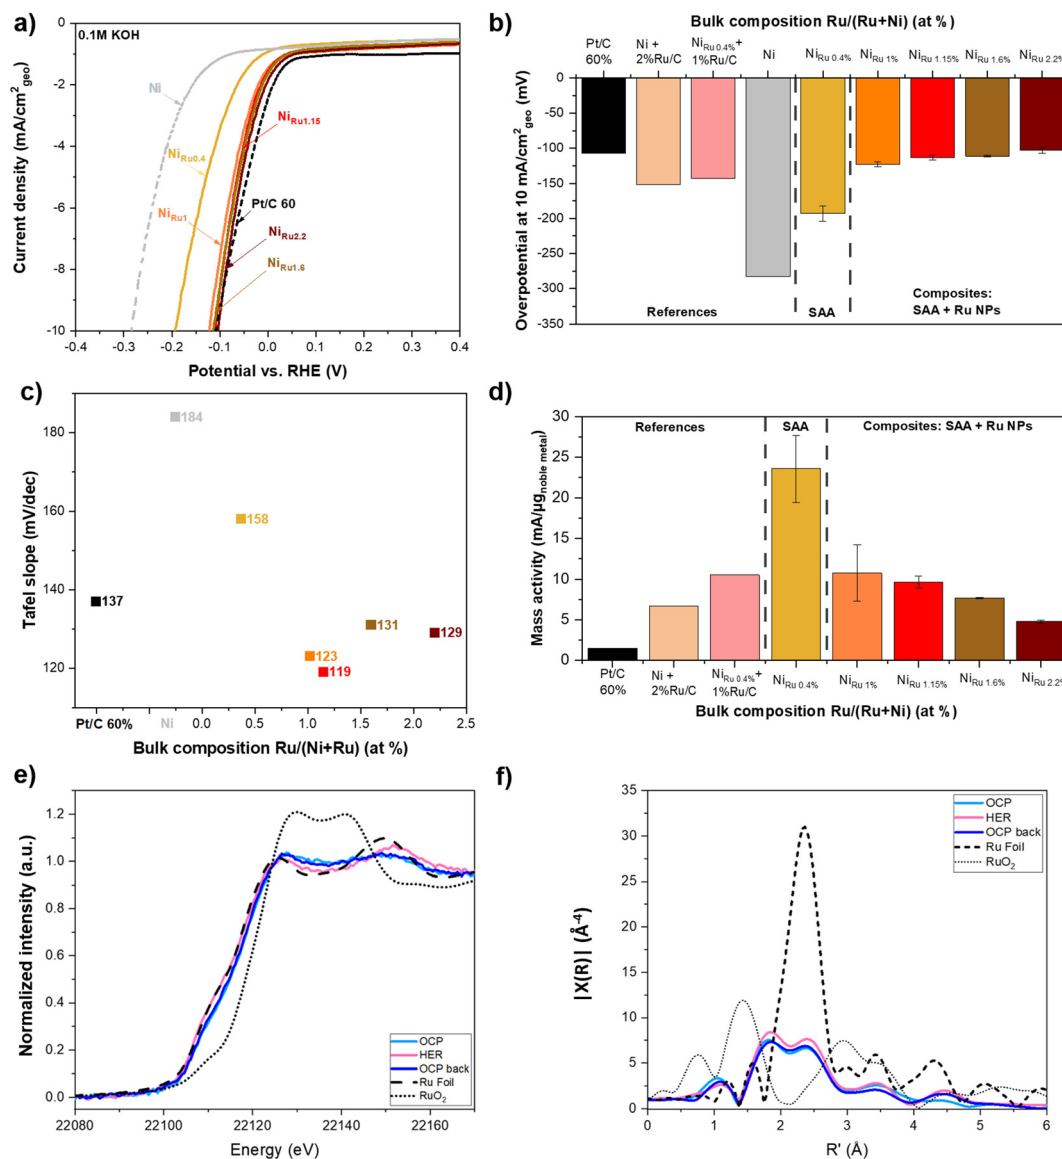 a)
0.1M KOH
0
-2
-4
-6
-8
-10
Current density (mA/cm²geo)
Ni
NiRu0.4
NiRu1
NiRu1.15
Pt/C 60
NiRu2.2
NiRu1.6
-0.4 -0.3 -0.2 -0.1 0.0 0.1 0.2 0.3 0.4
Potential vs. RHE (V)
b)
Bulk composition Ru/(Ru+Ni) (at %)
Pt/C 60%
Ni + 2%Ru/C
NiRu 0.4%+ 1%Ru/C
Ni
NiRu 0.4%
NiRu 1%
NiRu 1.15%
NiRu 1.6%
NiRu 2.2%
0
-50
-100
-150
-200
-250
-300
-350
Overpotential at 10 mA/cm²geo (mV)
References
SAA
Composites:
SAA + Ru NPs
c)
180
160
140
120
Tafel slope (mV/dec)
184
158
137
131
129
123
119
Pt/C 60% Ni 0.0 0.5 1.0 1.5 2.0 2.5
Bulk composition Ru/(Ni+Ru) (at %)
d)
30
25
20
15
10
5
0
Mass activity (mA/µgnoble metal)
References
SAA
Composites: SAA + Ru NPs
Pt/C 60%
Ni + 2%Ru/C
NiRu 0.4%+ 1%Ru/C
NiRu 0.4%
NiRu 1%
NiRu 1.15%
NiRu 1.6%
NiRu 2.2%
Bulk composition Ru/(Ru+Ni) (at %)
e)
1.2
1.0
0.8
0.6
0.4
0.2
0.0
Normalized intensity (a.u.)
OCP
HER
OCP back
Ru Foil
RuO₂
22080 22100 22120 22140 22160
Energy (eV)
f)
35
30
25
20
15
10
5
0
|X(R)| (Å⁻⁴)
OCP
HER
OCP back
Ru Foil
RuO₂
0 1 2 3 4 5 6
R' (Å)